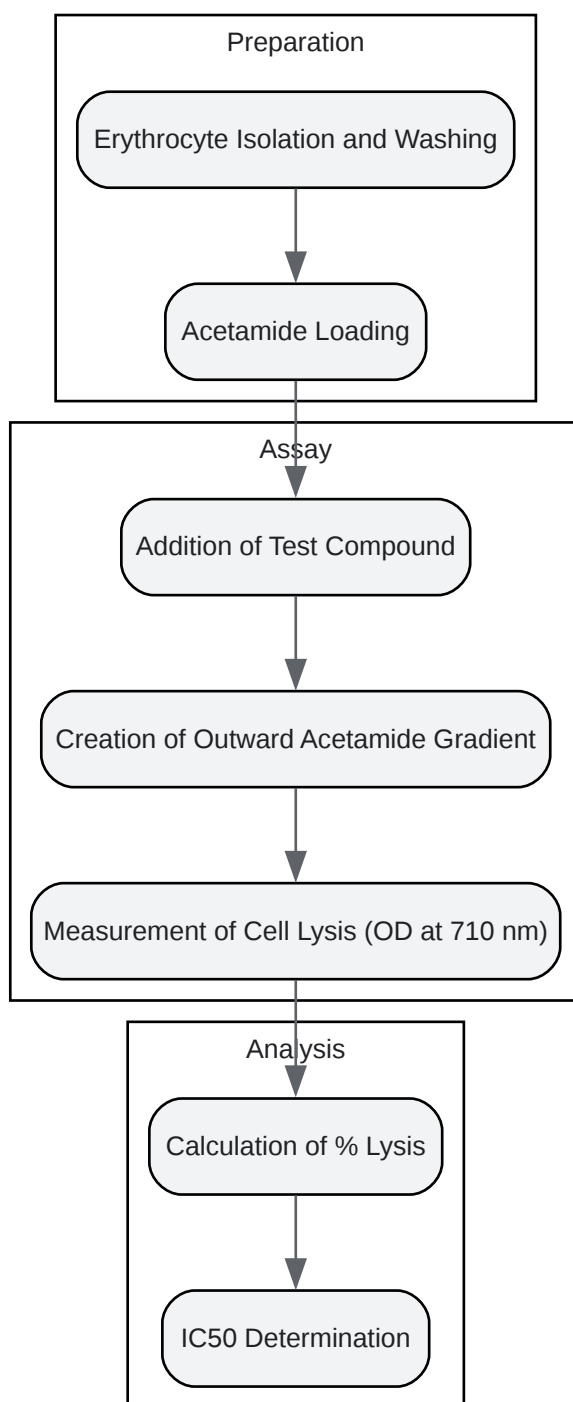 Preparation
Erythrocyte Isolation and Washing
Acetamide Loading
Assay
Addition of Test Compound
Creation of Outward Acetamide Gradient
Measurement of Cell Lysis (OD at 710 nm)
Analysis
Calculation of % Lysis
IC50 Determination